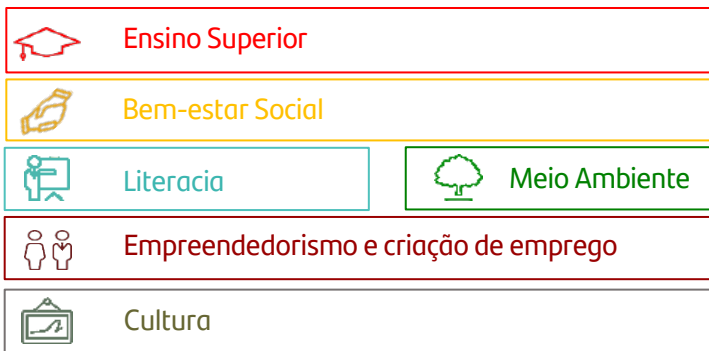 Ensino Superior
Bem-estar Social
Literacia
Meio Ambiente
Empreendedorismo e criação de emprego
Cultura